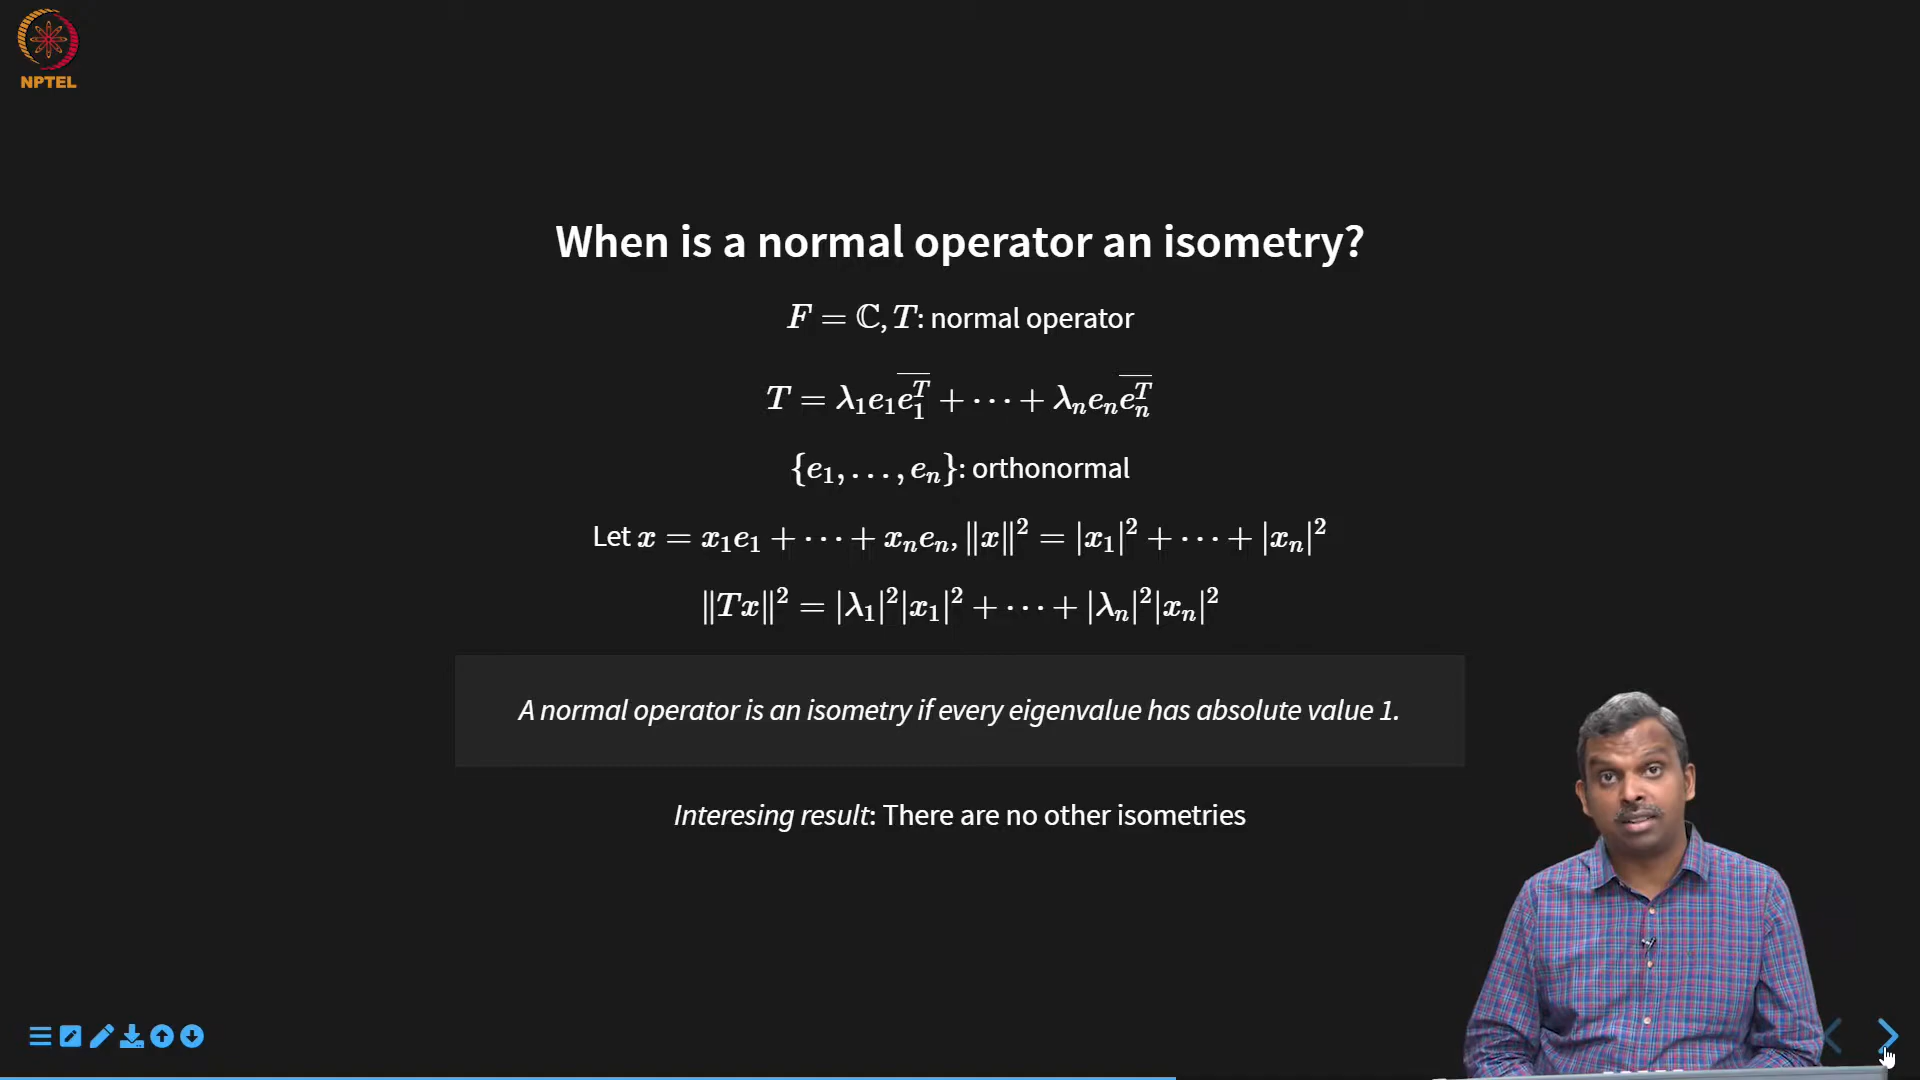 NPTEL
When is a normal operator an isometry?
F = ℂ, T: normal operator
T = λ₁e₁\overline{e₁ᵀ} + ⋯ + λₙeₙ\overline{eₙᵀ}
{e₁, …, eₙ}: orthonormal
Let x = x₁e₁ + ⋯ + xₙeₙ, ‖x‖² = |x₁|² + ⋯ + |xₙ|²
‖Tx‖² = |λ₁|²|x₁|² + ⋯ + |λₙ|²|xₙ|²
A normal operator is an isometry if every eigenvalue has absolute value 1.
Interesing result: There are no other isometries